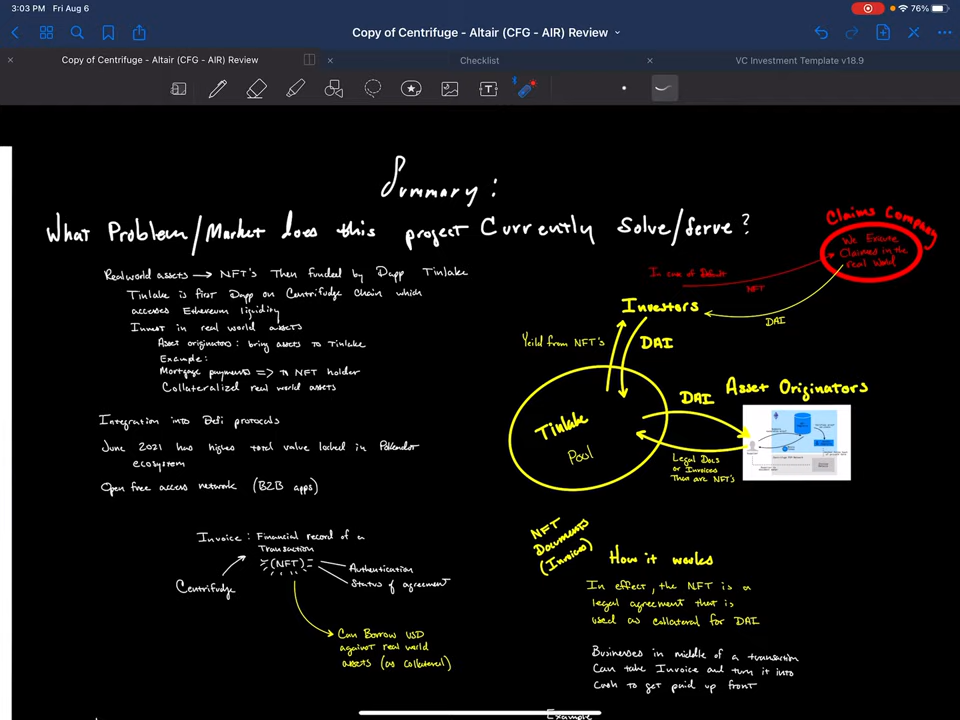 3:03 PM Fri Aug 6
76%
Copy of Centrifuge - Altair (CFG - AIR) Review
Copy of Centrifuge - Altair (CFG - AIR) Review
Checklist
VC Investment Template v18.9
Summary:
What Problem/Market does this project Currently Solve/Serve?
Realworld assets → NFT's Then funded by Dapp Tinlake
Tinlake is first Dapp on Centrifudge chain which
accesses Ethereum liquidity
Invest in real world assets
Asset originators: bring assets to Tinlake
Example:
Mortgage payments => NFT holder
Collateralized real world assets
Integration into Defi protocals
June 2021 has highes total value locked in Polkadot
ecosystem
Open free access network (B2B apps)
Invoice: Financial record of a
Transaction
(NFT)
Authentication
Status of agreement
Centrifudge
Can Borrow USD
against real world
assets (as collateral)
Claims Company
We Execute
Claimed in the
real World
In case of Default
NFT
DAI
Investors
Yeild from NFT's
DAI
Tinlake
Pool
DAI
Asset Originators
Legal Docs
or Invoices
That are NFT's
NFT
Documents
(Invoices)
How it works
In effect, the NFT is a
legal agreement that is
used as collateral for DAI
Businesses in middle of a transaction
Can take Invoice and turn it into
Cash to get paid up front
Example